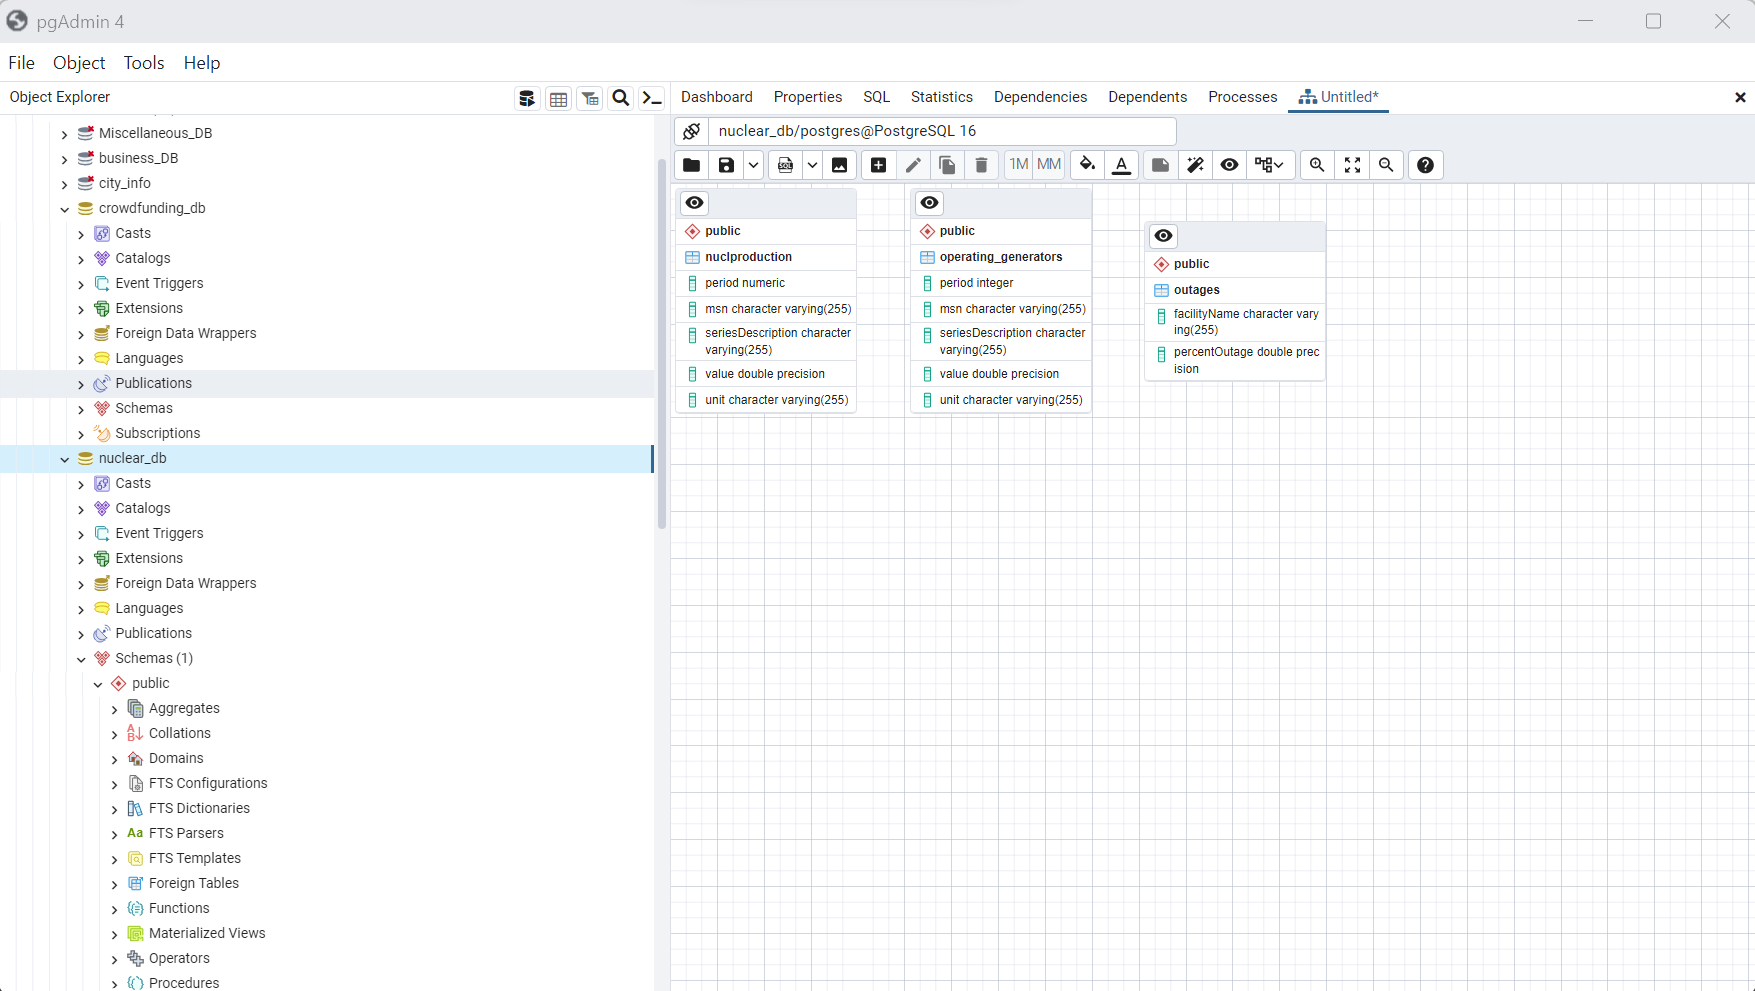 pgAdmin 4
File Object Tools Help
Object Explorer
Dashboard Properties SQL Statistics Dependencies Dependents Processes Untitled*
Miscellaneous_DB
business_DB
city_info
crowdfunding_db
Casts
Catalogs
Event Triggers
Extensions
Foreign Data Wrappers
Languages
Publications
Schemas
Subscriptions
nuclear_db
Casts
Catalogs
Event Triggers
Extensions
Foreign Data Wrappers
Languages
Publications
Schemas (1)
public
Aggregates
Collations
Domains
FTS Configurations
FTS Dictionaries
Aa FTS Parsers
FTS Templates
Foreign Tables
Functions
Materialized Views
Operators
Procedures
nuclear_db/postgres@PostgreSQL 16
SQL 1M MM A
public
nuclproduction
period numeric
msn character varying(255)
seriesDescription character
varying(255)
value double precision
unit character varying(255)
public
operating_generators
period integer
msn character varying(255)
seriesDescription character
varying(255)
value double precision
unit character varying(255)
public
outages
facilityName character vary
ing(255)
percentOutage double prec
ision